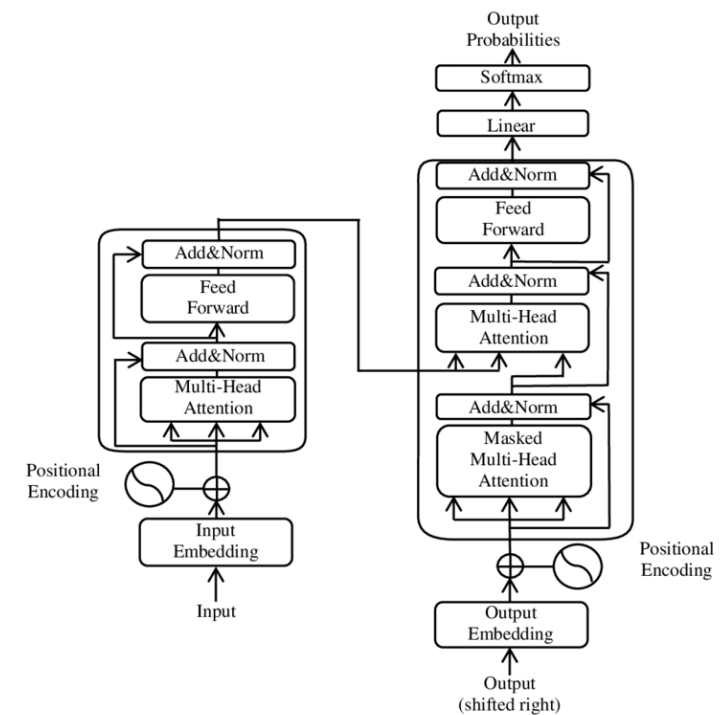 Output
Probabilities
Softmax
Linear
Add&Norm
Feed
Forward
Add&Norm
Multi-Head
Attention
Add&Norm
Masked
Multi-Head
Attention
Positional
Encoding
Output
Embedding
Output
(shifted right)
Add&Norm
Feed
Forward
Add&Norm
Multi-Head
Attention
Positional
Encoding
Input
Embedding
Input